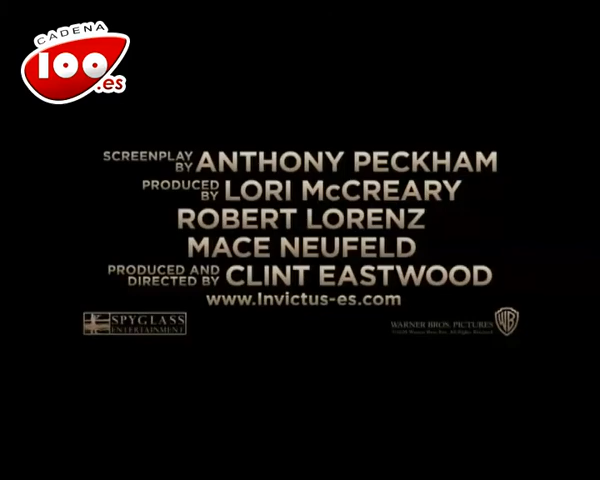 CADENA
100
.es
SCREENPLAY BY ANTHONY PECKHAM
PRODUCED BY LORI McCREARY
ROBERT LORENZ
MACE NEUFELD
PRODUCED AND DIRECTED BY CLINT EASTWOOD
www.Invictus-es.com
SPYGLASS
ENTERTAINMENT
WARNER BROS. PICTURES
WB